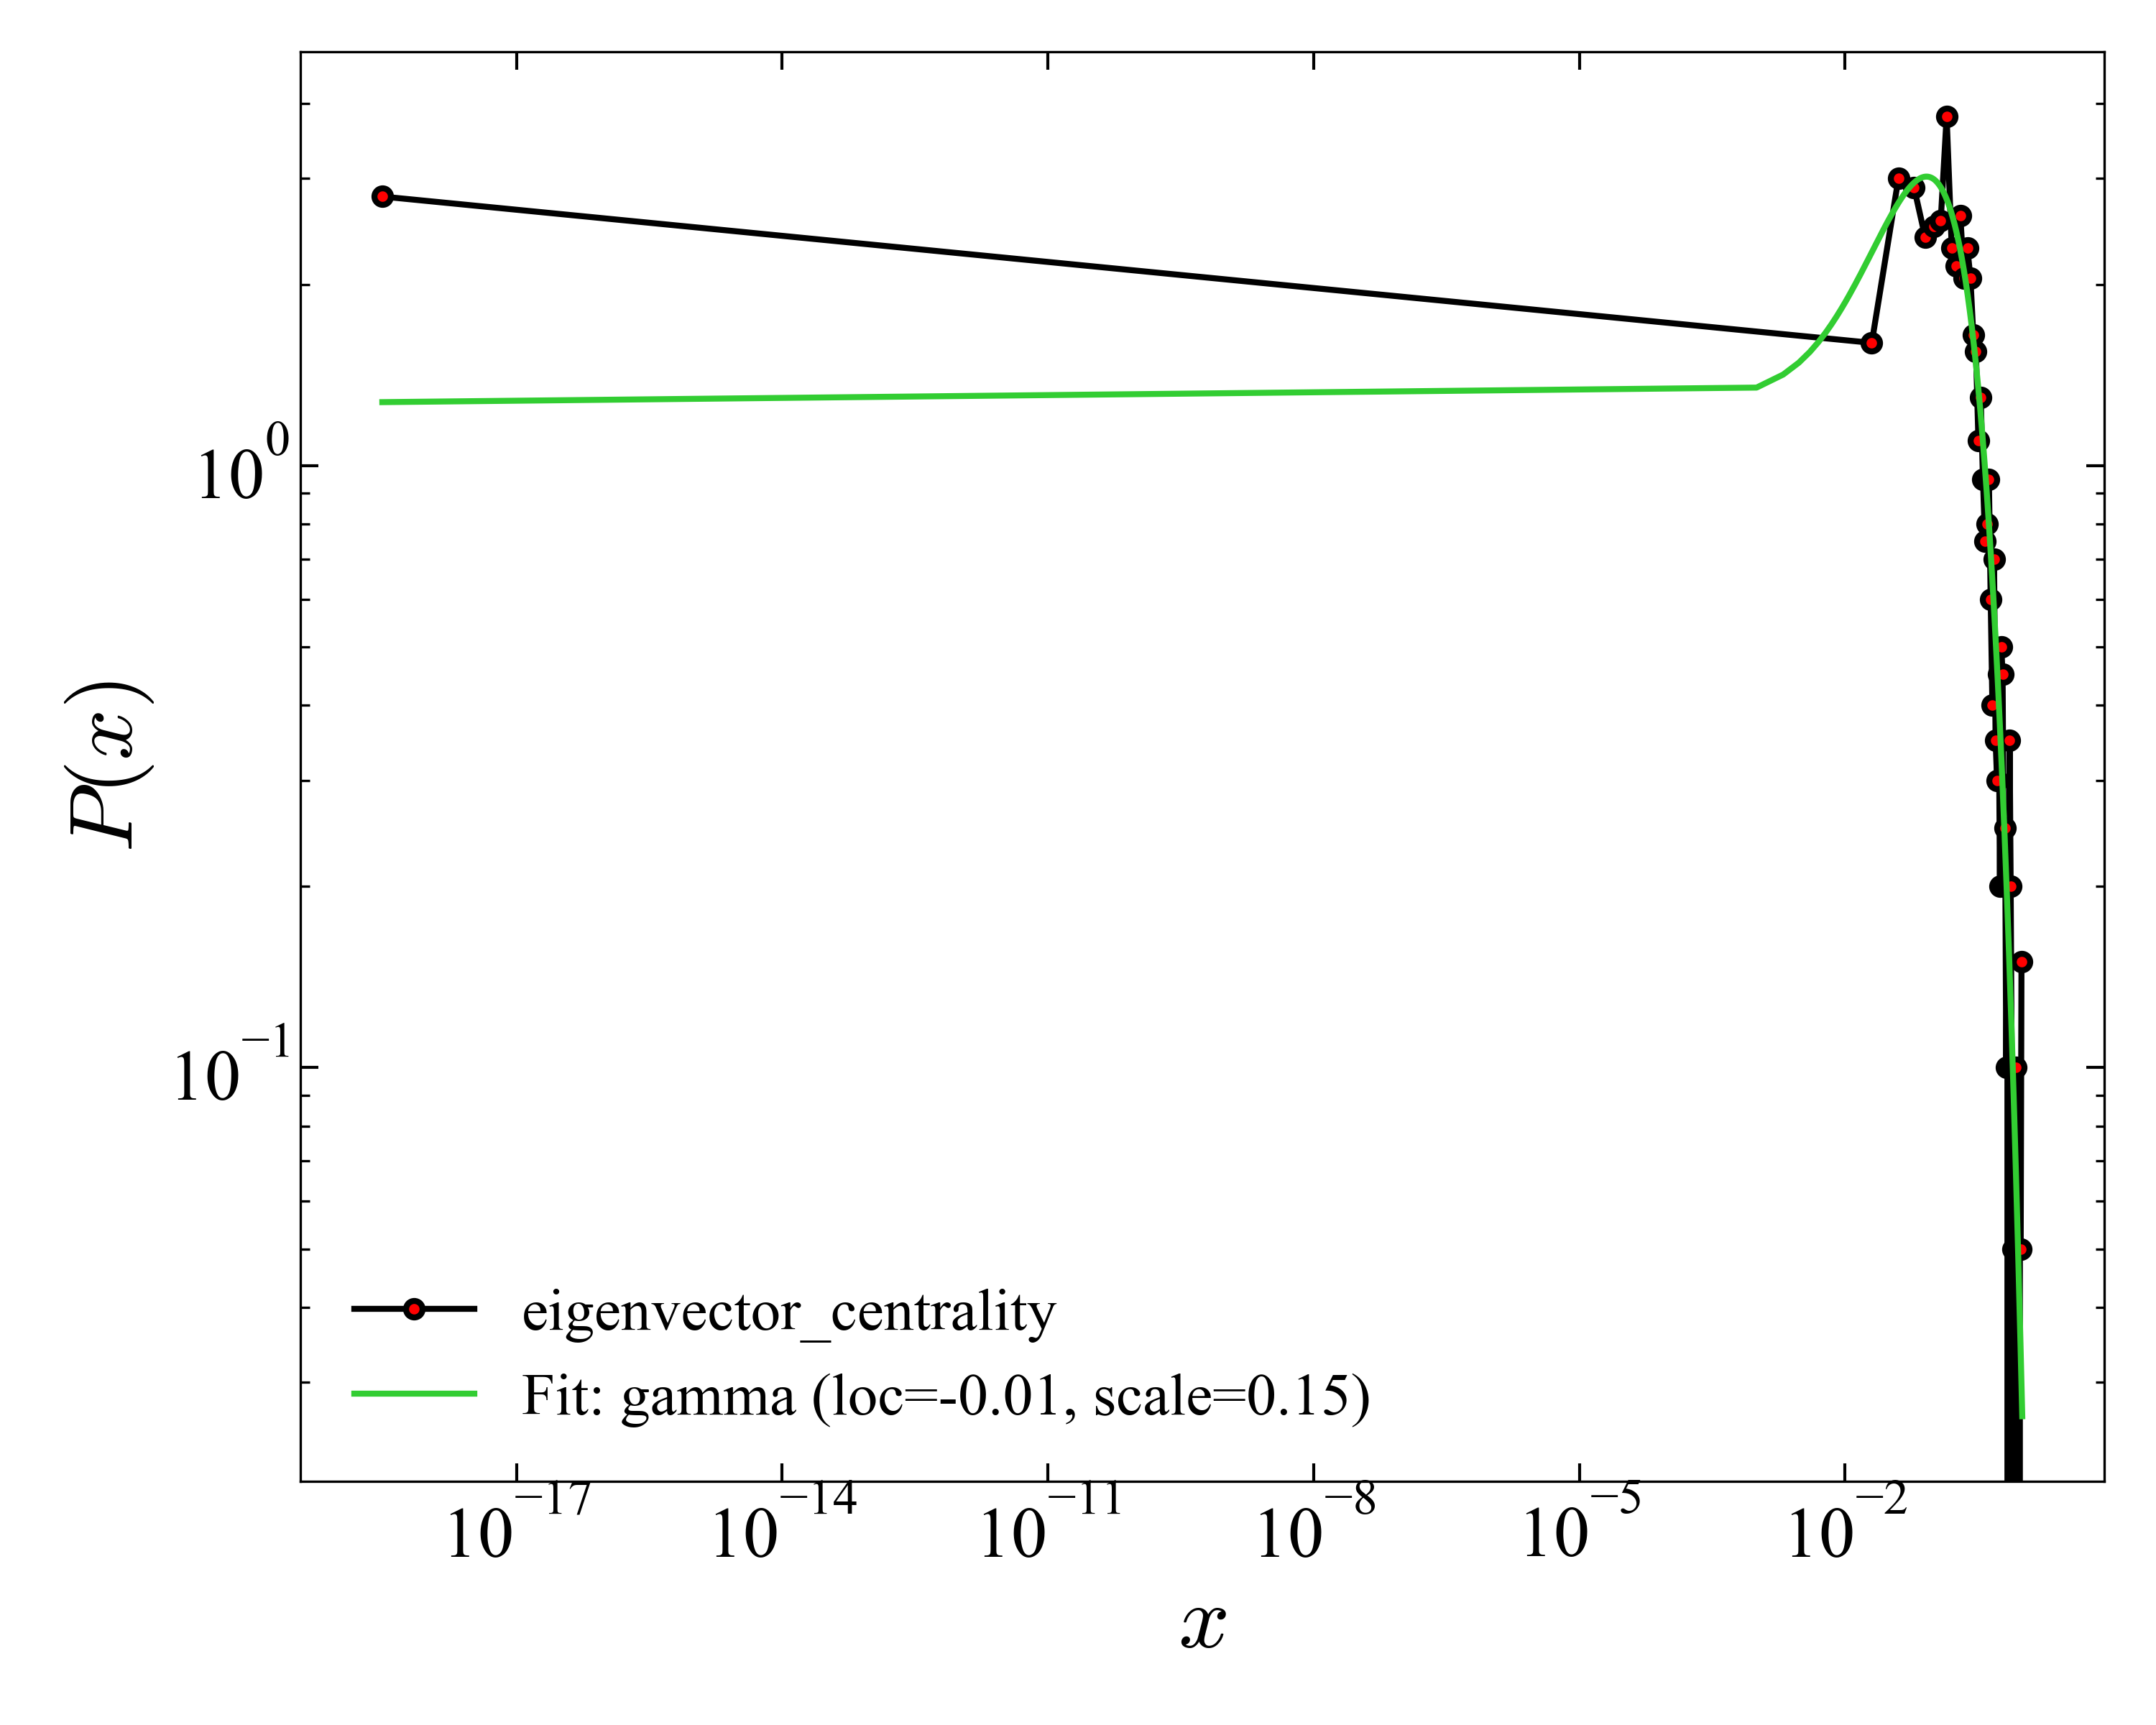 P(x)
10^0
10^−1
eigenvector_centrality
Fit: gamma (loc=-0.01, scale=0.15)
10^−17 10^−14 10^−11 10^−8 10^−5 10^−2
x